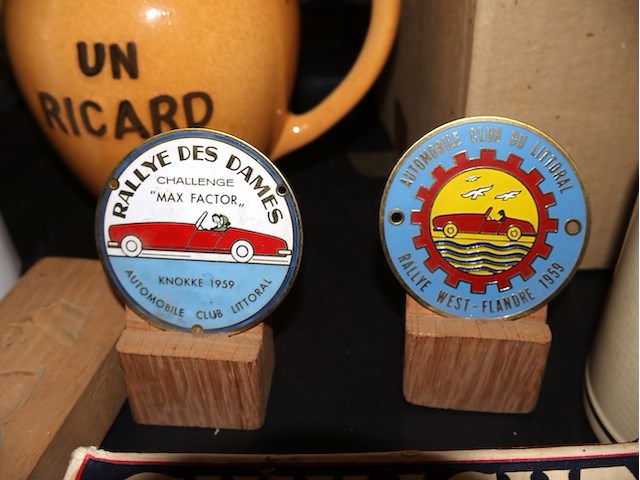 UN
RICARD
RALLYE DES DAMES
CHALLENGE
"MAX FACTOR"
KNOKKE 1959
AUTOMOBILE CLUB LITTORAL
AUTOMOBILE CLUB DU LITTORAL
RALLYE WEST-FLANDRE 1959